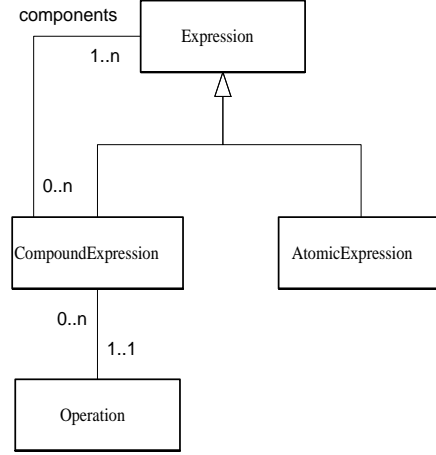 components
Expression
1..n
0..n
CompoundExpression
AtomicExpression
0..n
1..1
Operation